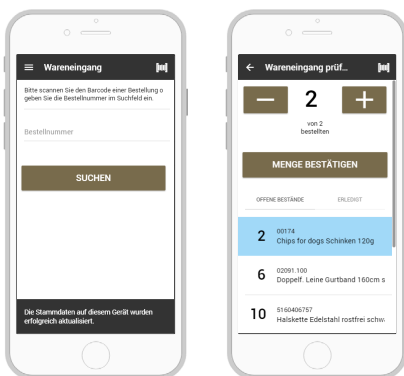 Wareneingang
Bitte scannen Sie den Barcode einer Bestellung o
geben Sie die Bestellnummer im Suchfeld ein.
Bestellnummer
SUCHEN
Die Stammdaten auf diesem Gerät wurden
erfolgreich aktualisiert.
Wareneingang prüf...
2
von 2
bestellten
MENGE BESTÄTIGEN
OFFENE BESTÄNDE ERLEDIGT
2 00174
Chips for dogs Schinken 120g
6 02091.100
Doppelf. Leine Gurtband 160cm s
10 5160406757
Halskette Edelstahl rostfrei schw